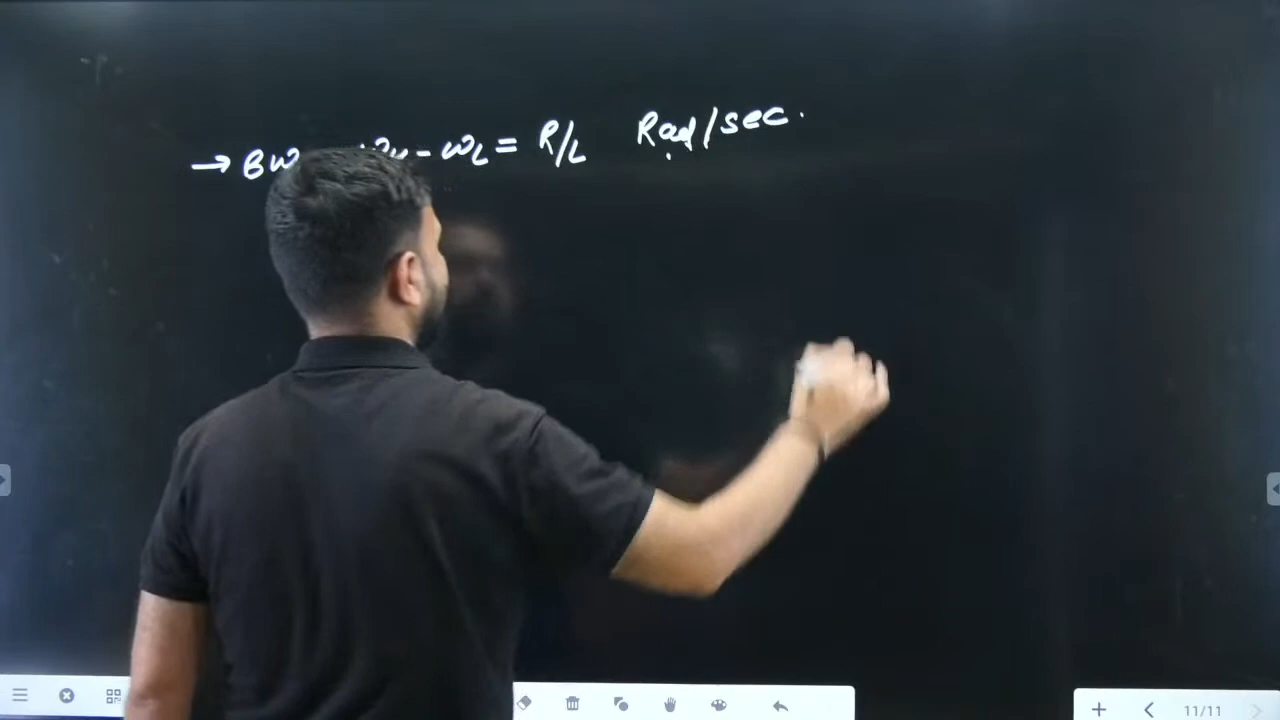 → BW ω - ω_L = R/L Rad/sec.
11/11